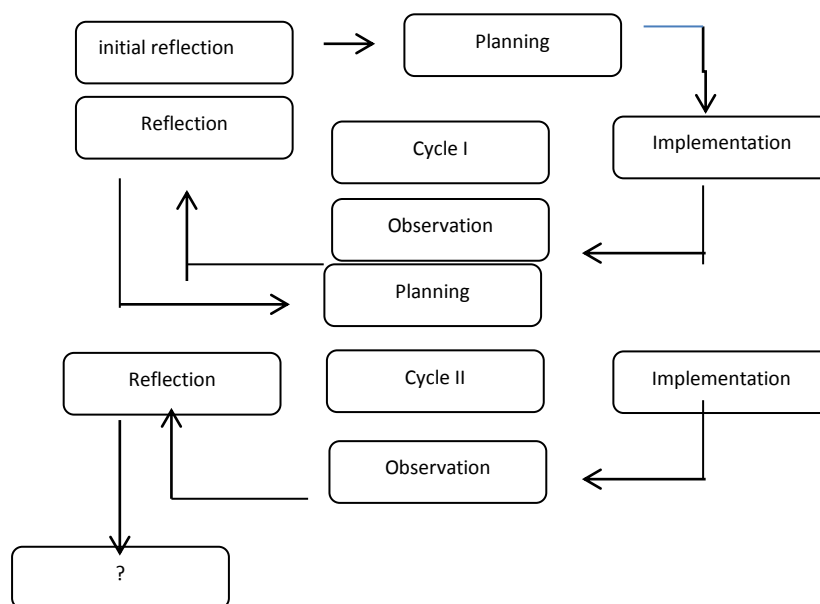 initial reflection
Planning
Reflection
Cycle I
Implementation
Observation
Planning
Reflection
Cycle II
Implementation
Observation
?